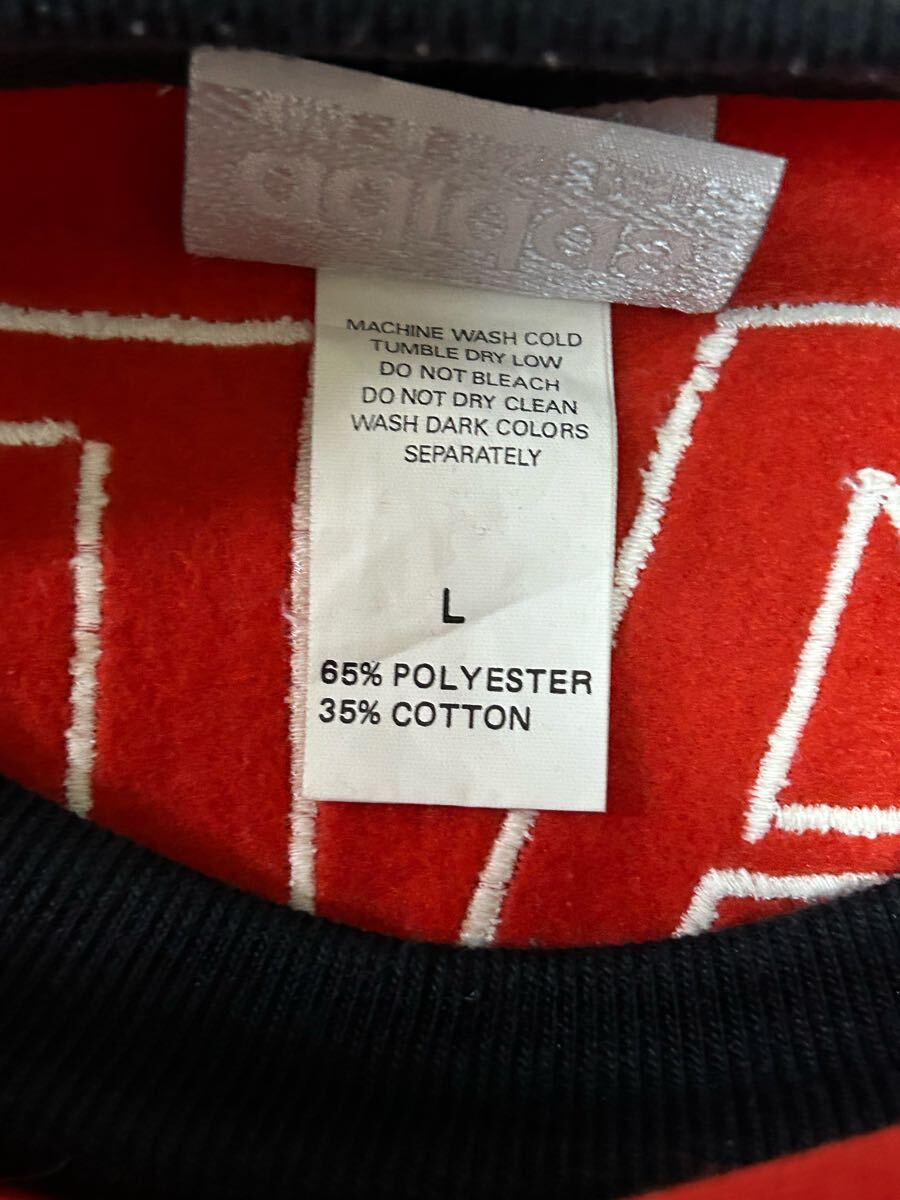 MACHINE WASH COLD
TUMBLE DRY LOW
DO NOT BLEACH
DO NOT DRY CLEAN
WASH DARK COLORS
SEPARATELY
L
65% POLYESTER
35% COTTON